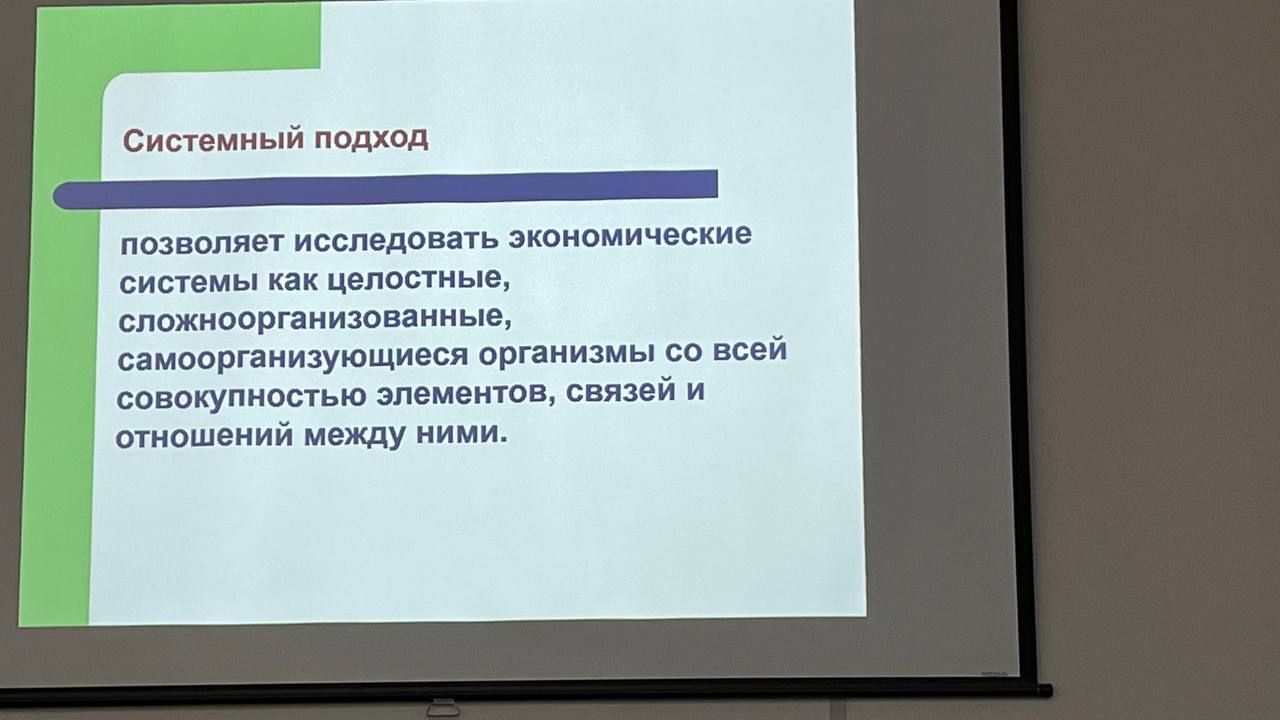 Системный подход
позволяет исследовать экономические
системы как целостные,
сложноорганизованные,
самоорганизующиеся организмы со всей
совокупностью элементов, связей и
отношений между ними.